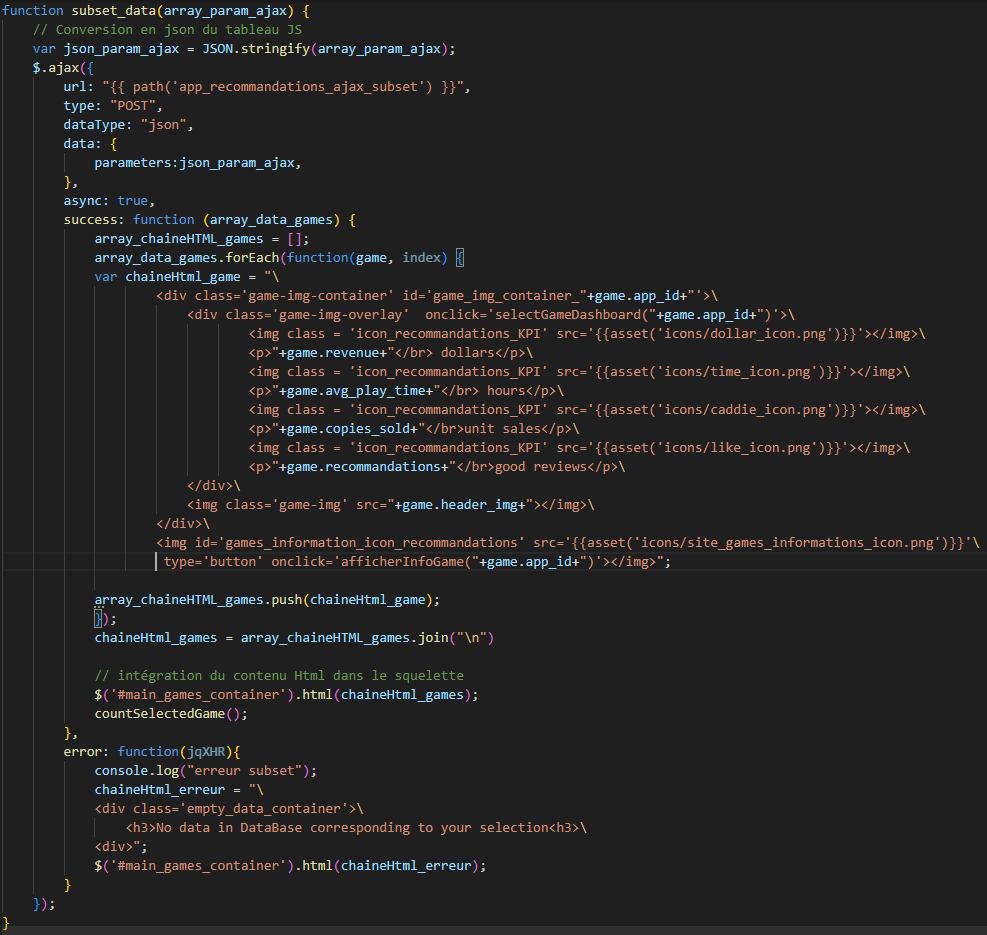 function subset_data(array_param_ajax) {
    // Conversion en json du tableau JS
    var json_param_ajax = JSON.stringify(array_param_ajax);
    $.ajax({
        url: "{{ path('app_recommandations_ajax_subset') }}",
        type: "POST",
        dataType: "json",
        data: {
            parameters:json_param_ajax,
        },
        async: true,
        success: function (array_data_games) {
            array_chaineHTML_games = [];
            array_data_games.forEach(function(game, index) {
            var chaineHtml_game = "\
                    <div class='game-img-container' id='game_img_container_"+game.app_id+"'>\
                        <div class='game-img-overlay'  onclick='selectGameDashboard("+game.app_id+")'>\
                                <img class = 'icon_recommandations_KPI' src='{{asset('icons/dollar_icon.png')}}'></img>\
                                <p>"+game.revenue+"</br> dollars</p>\
                                <img class = 'icon_recommandations_KPI' src='{{asset('icons/time_icon.png')}}'></img>\
                                <p>"+game.avg_play_time+"</br> hours</p>\
                                <img class = 'icon_recommandations_KPI' src='{{asset('icons/caddie_icon.png')}}'></img>\
                                <p>"+game.copies_sold+"</br>unit sales</p>\
                                <img class = 'icon_recommandations_KPI' src='{{asset('icons/like_icon.png')}}'></img>\
                                <p>"+game.recommandations+"</br>good reviews</p>\
                        </div>\
                        <img class='game-img' src="+game.header_img+"></img>\
                    </div>\
                    <img id='games_information_icon_recommandations' src='{{asset('icons/site_games_informations_icon.png')}}'\
                     type='button' onclick='afficherInfoGame("+game.app_id+")'></img>";

            array_chaineHTML_games.push(chaineHtml_game);
            });
            chaineHtml_games = array_chaineHTML_games.join("\n")

            // intégration du contenu Html dans le squelette
            $('#main_games_container').html(chaineHtml_games);
            countSelectedGame();
        },
        error: function(jqXHR){
            console.log("erreur subset");
            chaineHtml_erreur = "\
            <div class='empty_data_container'>\
                <h3>No data in DataBase corresponding to your selection<h3>\
            <div>";
            $('#main_games_container').html(chaineHtml_erreur);
        }
    });
}